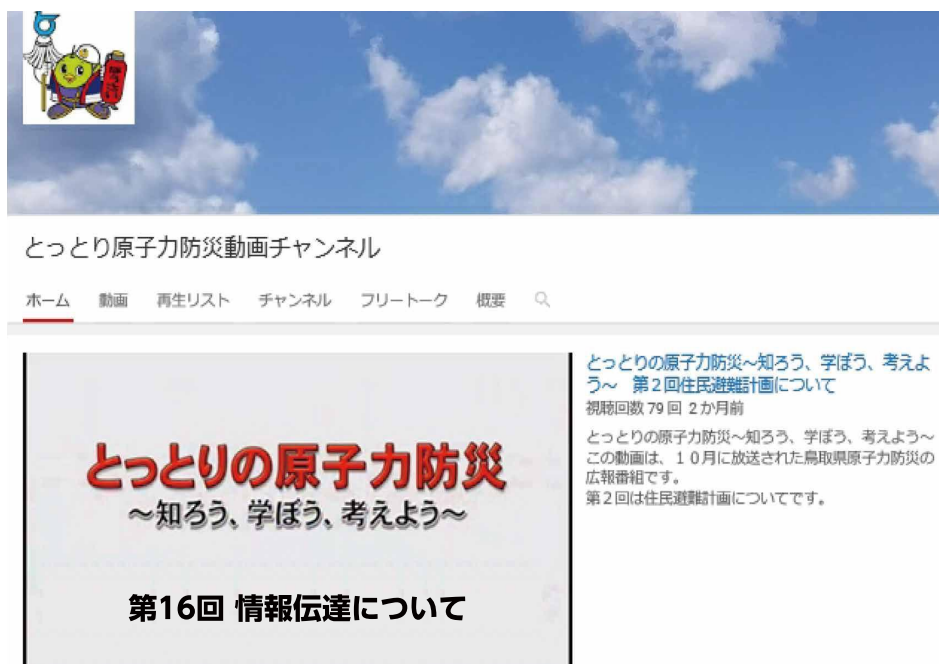 とっとり原子力防災動画チャンネル
ホーム 動画 再生リスト チャンネル フリートーク 概要
とっとりの原子力防災
～知ろう、学ぼう、考えよう～
第16回 情報伝達について
とっとりの原子力防災～知ろう、学ぼう、考えよ
う～ 第２回住民避難計画について
視聴回数 79 回 2 か月前
とっとりの原子力防災～知ろう、学ぼう、考えよう～
この動画は、１０月に放送された鳥取県原子力防災の
広報番組です。
第２回は住民避難計画についてです。